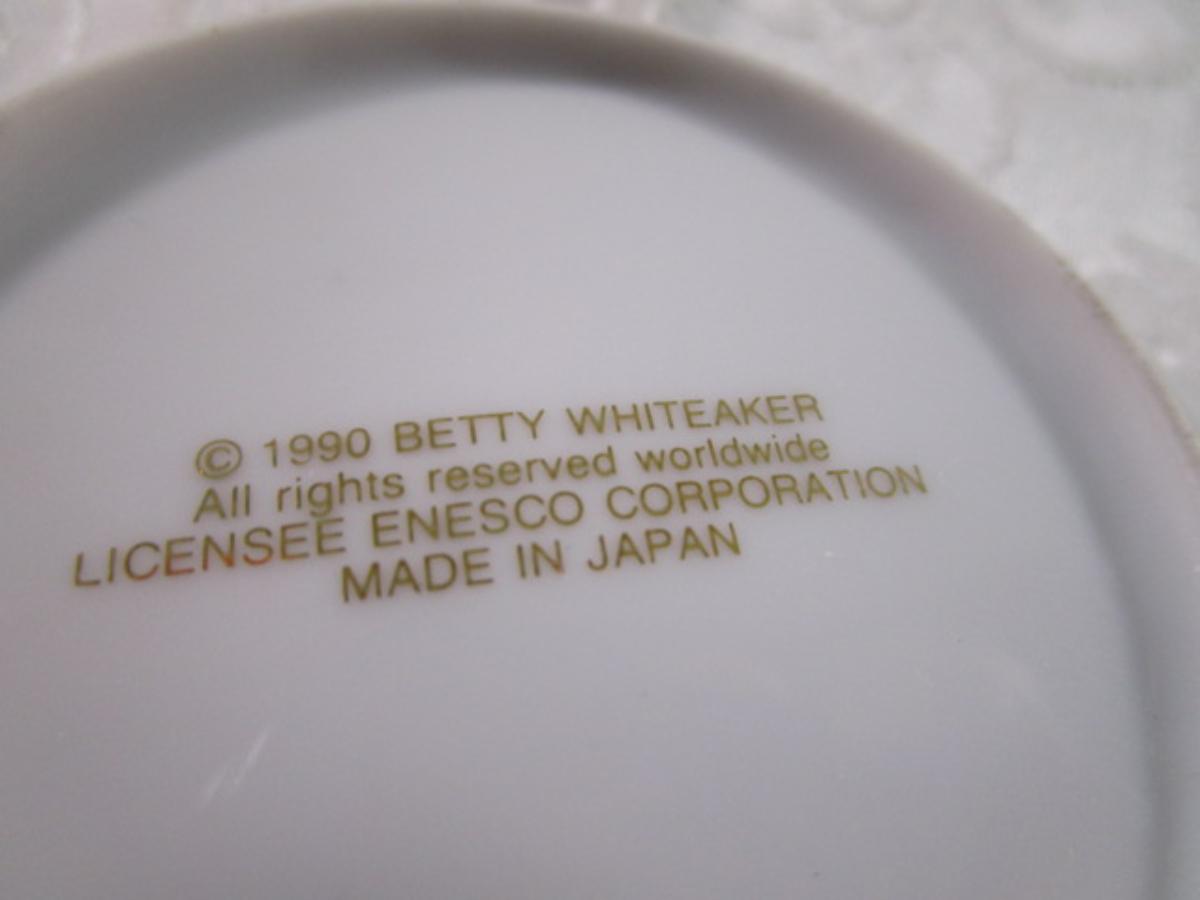 © 1990 BETTY WHITEAKER
All rights reserved worldwide
LICENSEE ENESCO CORPORATION
MADE IN JAPAN